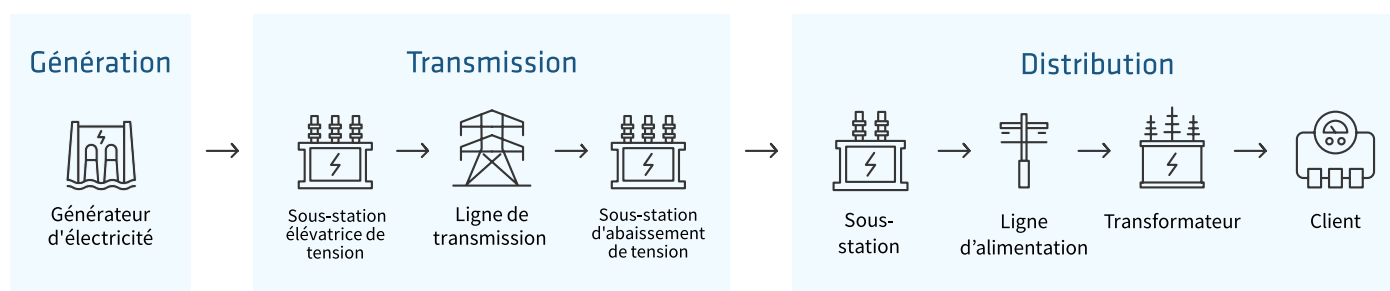 Génération
Générateur
d'électricité
Transmission
Sous-station
élévatrice de
tension
Ligne de
transmission
Sous-station
d'abaissement
de tension
Distribution
Sous-
station
Ligne
d’alimentation
Transformateur
Client